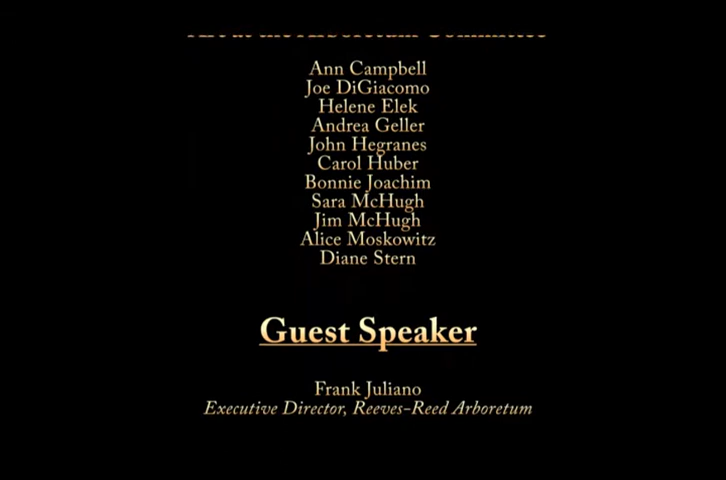 Ann Campbell
Joe DiGiacomo
Helene Elek
Andrea Geller
John Hegranes
Carol Huber
Bonnie Joachim
Sara McHugh
Jim McHugh
Alice Moskowitz
Diane Stern
Guest Speaker
Frank Juliano
Executive Director, Reeves-Reed Arboretum